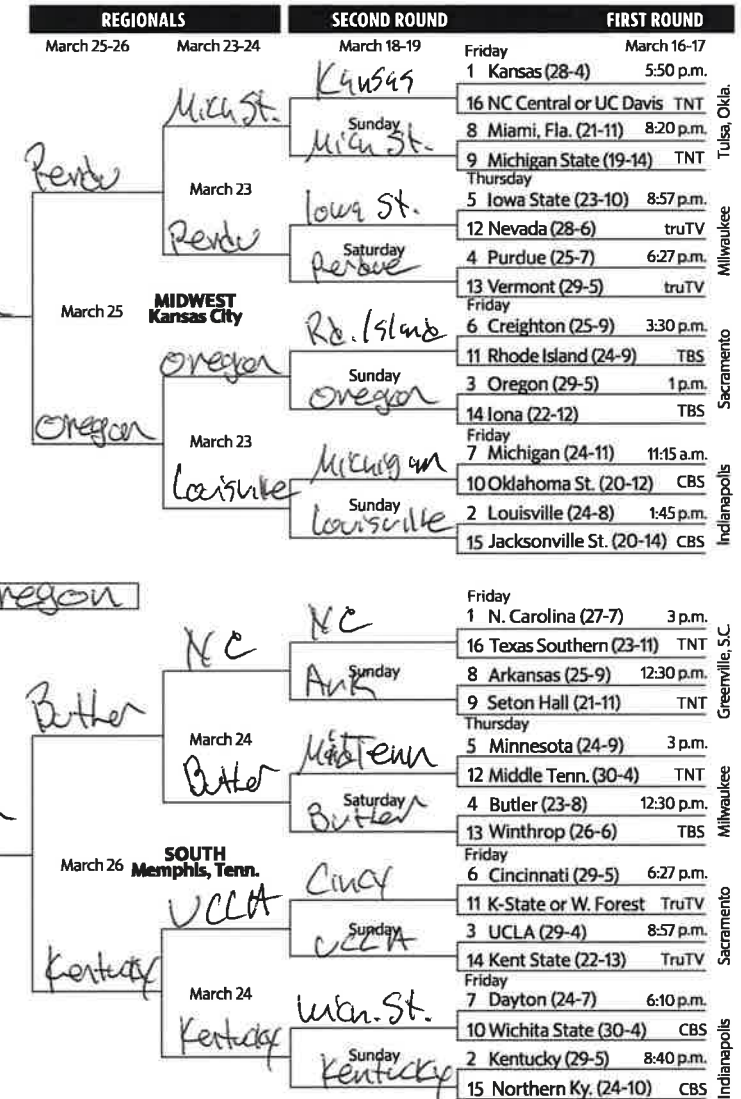 REGIONALS SECOND ROUND FIRST ROUND
March 25-26 March 23-24 March 18-19 March 16-17
Friday
Kansas 1 Kansas (28-4) 5:50 p.m.
Mich St. 16 NC Central or UC Davis TNT
Sunday 8 Miami, Fla. (21-11) 8:20 p.m.
Mich St. 9 Michigan State (19-14) TNT
Tulsa, Okla.
Perdu Thursday
March 23 Iowa St. 5 Iowa State (23-10) 8:57 p.m.
12 Nevada (28-6) truTV
Perdu Saturday 4 Purdue (25-7) 6:27 p.m.
Perdue 13 Vermont (29-5) truTV
Milwaukee
March 25 MIDWEST
Kansas City
Friday
Rd. Island 6 Creighton (25-9) 3:30 p.m.
Oregon 11 Rhode Island (24-9) TBS
Sunday 3 Oregon (29-5) 1 p.m.
Oregon 14 Iona (22-12) TBS
Sacramento
Oregon Friday
March 23 Michigan 7 Michigan (24-11) 11:15 a.m.
10 Oklahoma St. (20-12) CBS
Louisville Sunday 2 Louisville (24-8) 1:45 p.m.
Louisville 15 Jacksonville St. (20-14) CBS
Indianapolis
regon
Friday
NC 1 N. Carolina (27-7) 3 p.m.
NC 16 Texas Southern (23-11) TNT
Sunday 8 Arkansas (25-9) 12:30 p.m.
Ark 9 Seton Hall (21-11) TNT
Greenville, S.C.
Butler Thursday
March 24 Tenn 5 Minnesota (24-9) 3 p.m.
12 Middle Tenn. (30-4) TNT
Butler Saturday 4 Butler (23-8) 12:30 p.m.
Butler 13 Winthrop (26-6) TBS
Milwaukee
March 26 SOUTH
Memphis, Tenn.
Friday
Cincy 6 Cincinnati (29-5) 6:27 p.m.
UCLA 11 K-State or W. Forest TruTV
Sunday 3 UCLA (29-4) 8:57 p.m.
UCLA 14 Kent State (22-13) TruTV
Sacramento
Kentucky Friday
March 24 St. 7 Dayton (24-7) 6:10 p.m.
10 Wichita State (30-4) CBS
Kentucky Sunday 2 Kentucky (29-5) 8:40 p.m.
Kentucky 15 Northern Ky. (24-10) CBS
Indianapolis